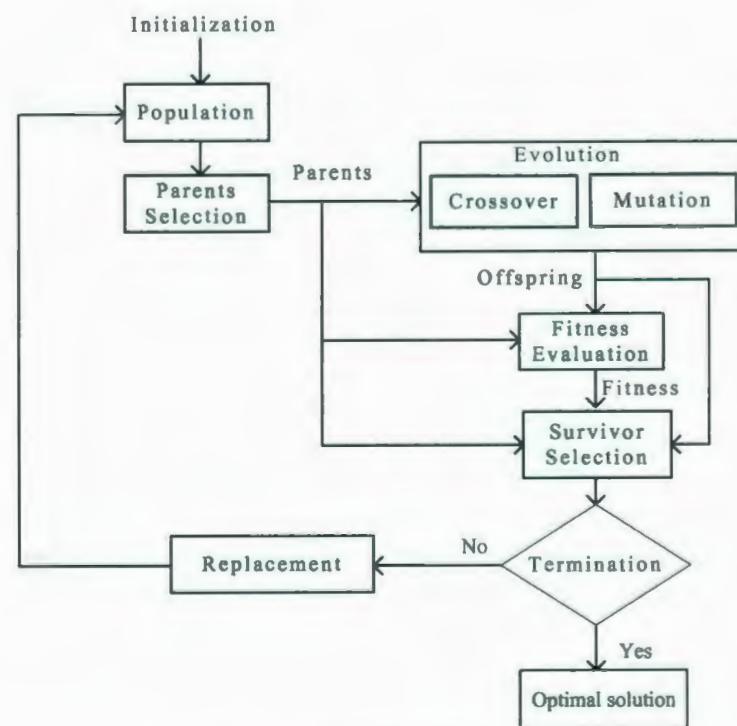 Initialization
Population
Parents
Selection
Parents
Evolution
Crossover
Mutation
Offspring
Fitness
Evaluation
Fitness
Survivor
Selection
Termination
No
Replacement
Yes
Optimal solution